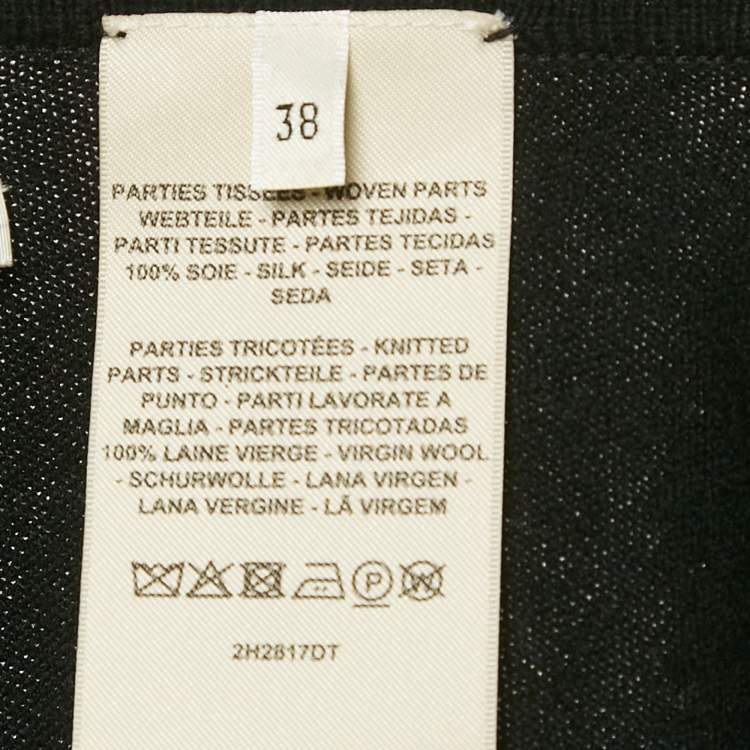 38
PARTIES TISSÉES - WOVEN PARTS
WEBTEILE - PARTES TEJIDAS -
PARTI TESSUTE - PARTES TECIDAS
100% SOIE - SILK - SEIDE - SETA -
SEDA
PARTIES TRICOTÉES - KNITTED
PARTS - STRICKTEILE - PARTES DE
PUNTO - PARTI LAVORATE A
MAGLIA - PARTES TRICOTADAS
100% LAINE VIERGE - VIRGIN WOOL
- SCHURWOLLE - LANA VIRGEN -
LANA VERGINE - LÃ VIRGEM
P W
2H2817DT